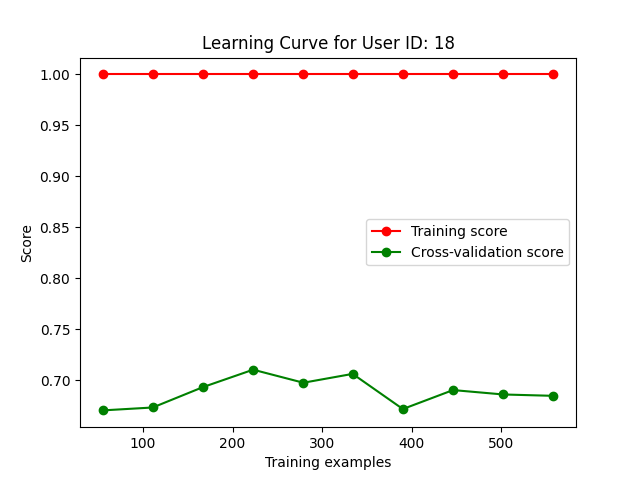 Learning Curve for User ID: 18
1.00
0.95
0.90
0.85
0.80
0.75
0.70
Score
Training score
Cross-validation score
100
200
300
400
500
Training examples